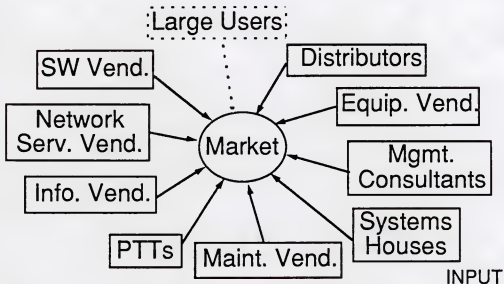 Large Users
SW Vend.
Distributors
Equip. Vend.
Network
Serv. Vend.
Market
Mgmt.
Consultants
Info. Vend.
Systems
Houses
PTTs
Maint. Vend.
INPUT